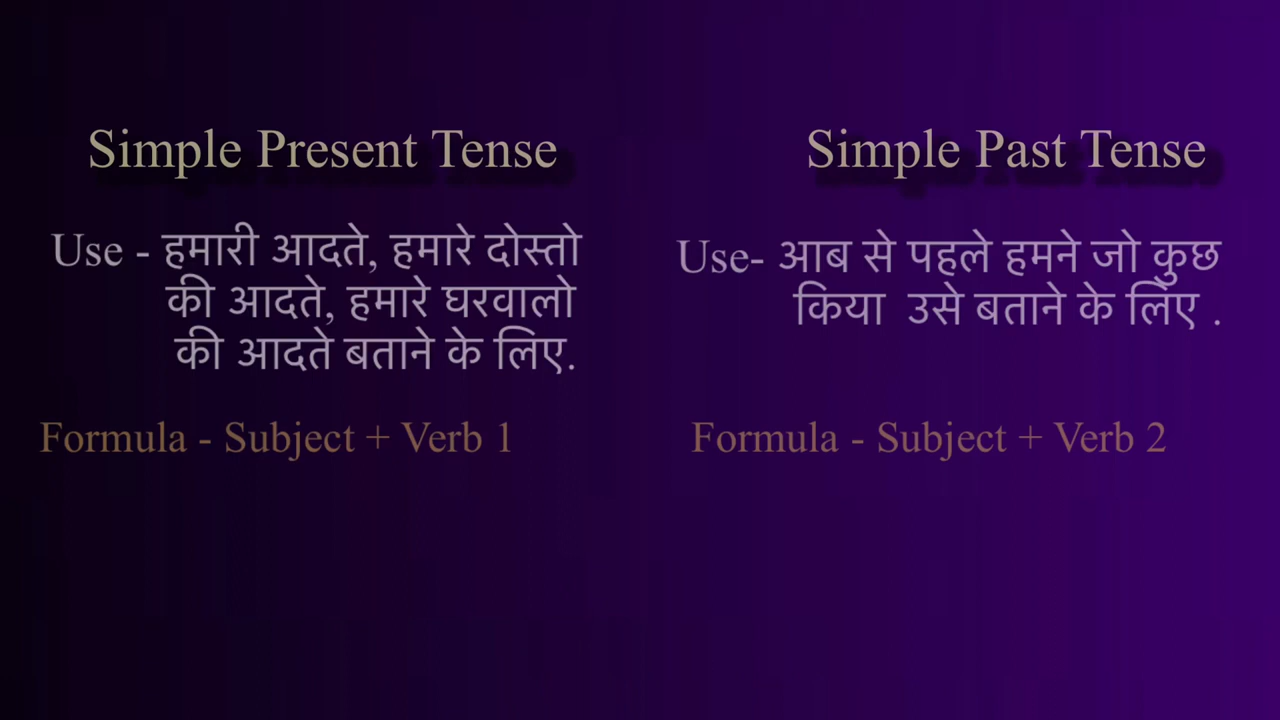 Simple Present Tense
Use - हमारी आदते, हमारे दोस्तो
की आदते, हमारे घरवालो
की आदते बताने के लिए.
Formula - Subject + Verb 1
Simple Past Tense
Use- आब से पहले हमने जो कुछ
किया उसे बताने के लिए .
Formula - Subject + Verb 2